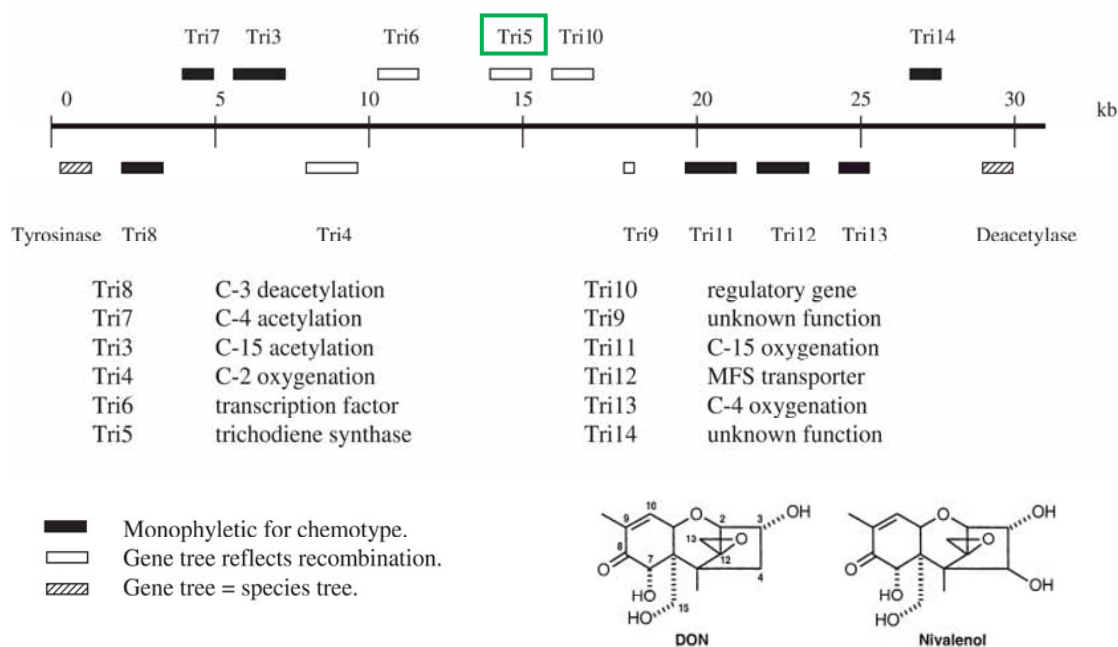 Tri7 Tri3 Tri6 Tri5 Tri10 Tri14
0 5 10 15 20 25 30 kb
Tyrosinase Tri8 Tri4 Tri9 Tri11 Tri12 Tri13 Deacetylase
Tri8 C-3 deacetylation Tri10 regulatory gene
Tri7 C-4 acetylation Tri9 unknown function
Tri3 C-15 acetylation Tri11 C-15 oxygenation
Tri4 C-2 oxygenation Tri12 MFS transporter
Tri6 transcription factor Tri13 C-4 oxygenation
Tri5 trichodiene synthase Tri14 unknown function
Monophyletic for chemotype.
Gene tree reflects recombination.
Gene tree = species tree.
10 O 2 3 OH
9 13 O
8 7 12 4
O HO
HO 15
DON
O OH
O
O HO OH
HO
Nivalenol